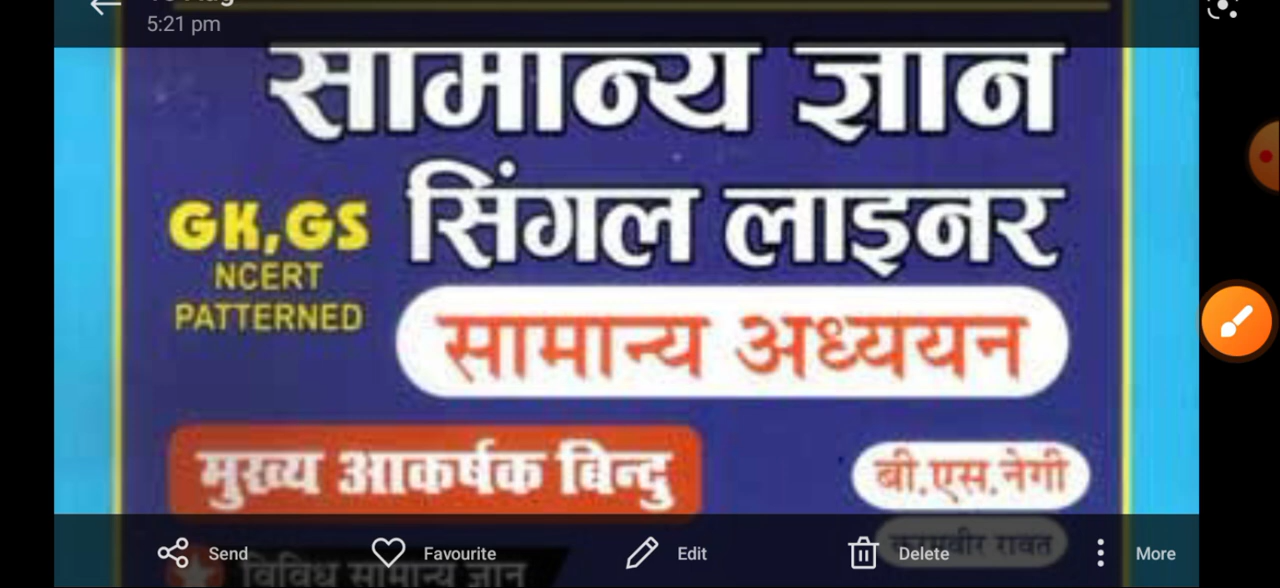 5:21 pm
सामान्य ज्ञान
GK,GS
NCERT
PATTERNED
सिंगल लाइनर
सामान्य अध्ययन
मुख्य आकर्षक बिन्दु
बी.एस.नेगी
रावत
विविध सामान्य ज्ञान
Send
Favourite
Edit
Delete
More